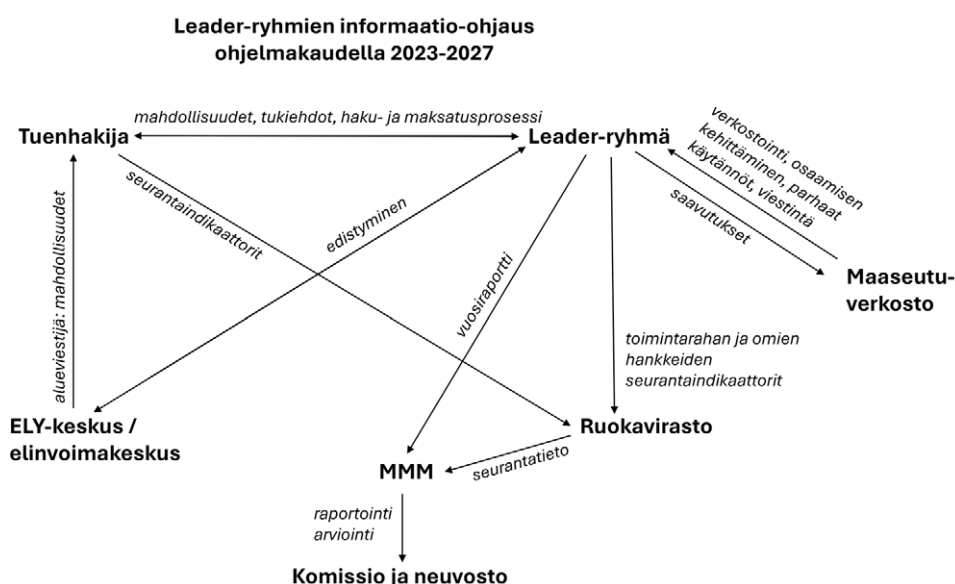 Leader-ryhmien informaatio-ohjaus
ohjelmakaudella 2023-2027
mahdollisuudet, tukiehdot, haku- ja maksatusprosessi
Tuenhakija
Leader-ryhmä
verkostointi, osaamisen
kehittäminen, parhaat
käytännöt, viestintä
seurantaindikaattorit
edistyminen
saavutukset
alueviestijä: mahdollisuudet
vuosiraportti
Maaseutu-
verkosto
toimintarahan ja omien
hankkeiden
seurantaindikaattorit
ELY-keskus /
elinvoimakeskus
Ruokavirasto
MMM
seurantatieto
raportointi
arviointi
Komissio ja neuvosto